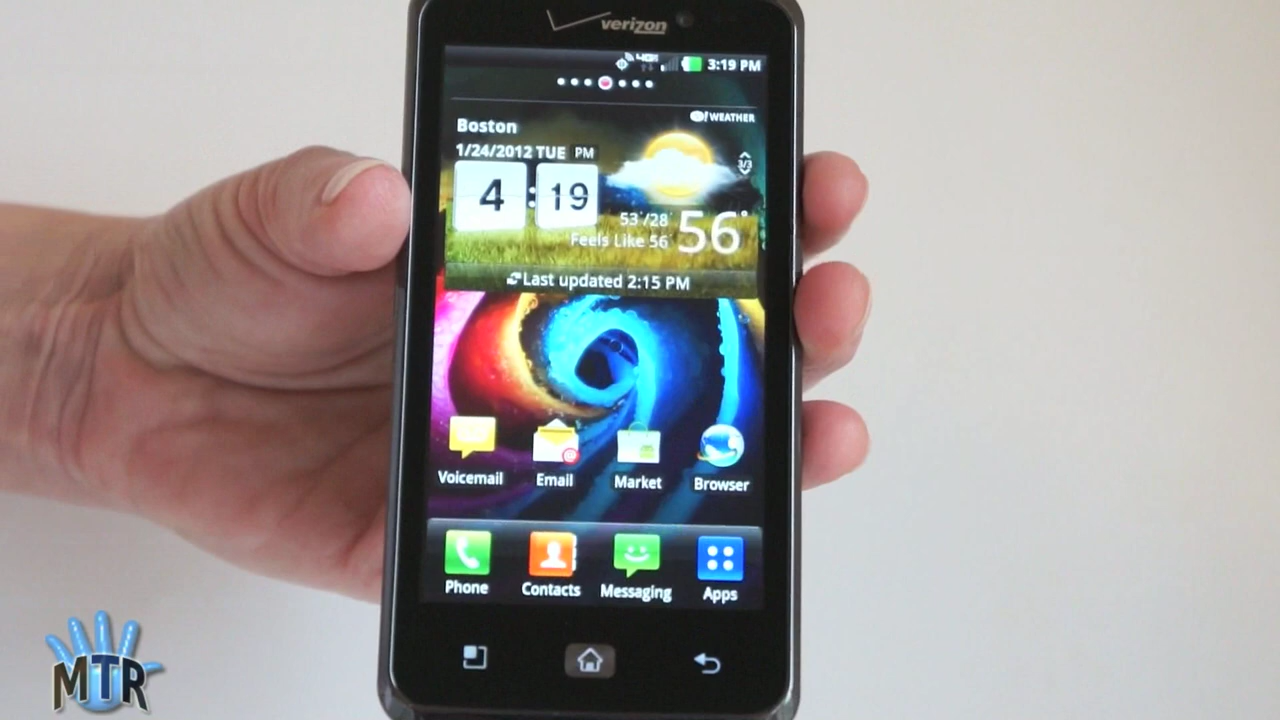 verizon
4G 3:19 PM
WEATHER
Boston
1/24/2012 TUE PM
3/3
4:19
53°/28°
56°
Feels Like 56°
Last updated 2:15 PM
Voicemail Email Market Browser
Phone Contacts Messaging Apps
MTR